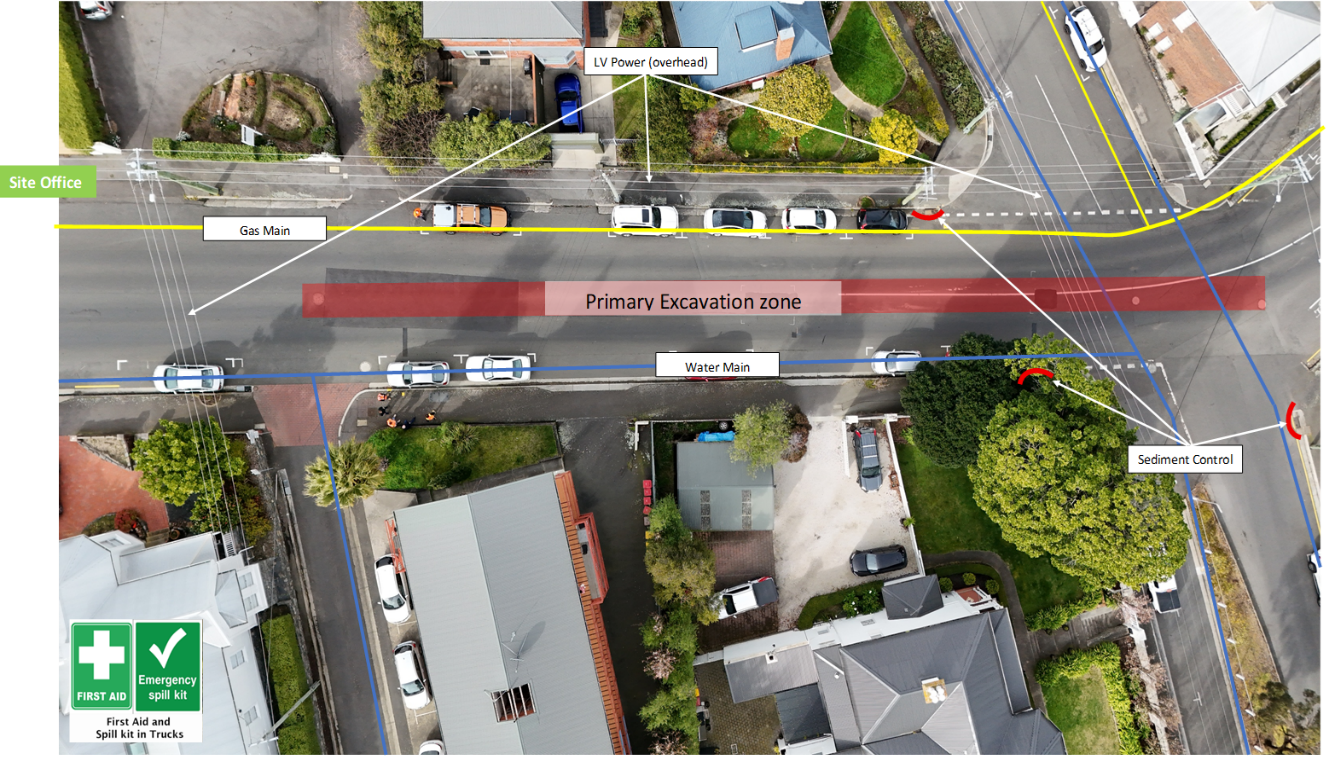 LV Power (overhead)
Site Office
Gas Main
Primary Excavation zone
Water Main
Sediment Control
FIRST AID
Emergency
spill kit
First Aid and
Spill kit in Trucks